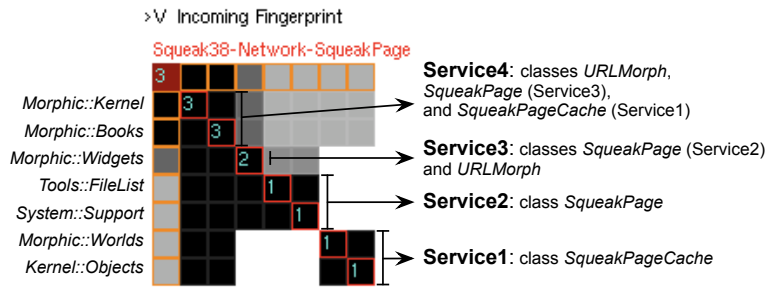 >V Incoming Fingerprint
Squeak38-Network-SqueakPage
3
Morphic::Kernel 3
Morphic::Books 3
Morphic::Widgets 2
Tools::FileList 1
System::Support 1
Morphic::Worlds 1
Kernel::Objects 1
Service4: classes URLMorph,
SqueakPage (Service3),
and SqueakPageCache (Service1)
Service3: classes SqueakPage (Service2)
and URLMorph
Service2: class SqueakPage
Service1: class SqueakPageCache